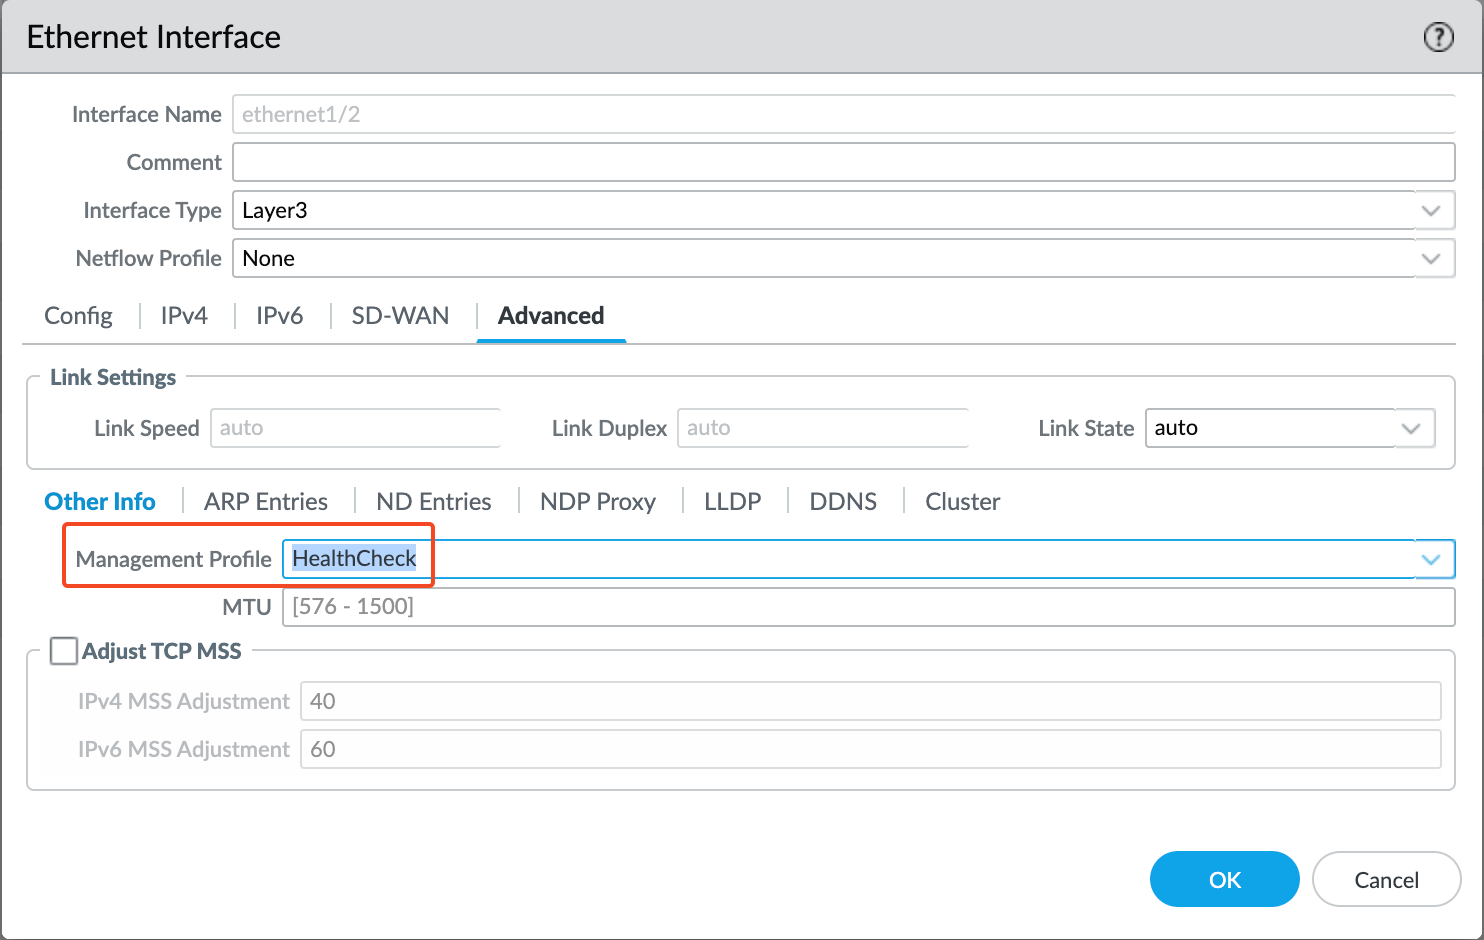 Ethernet Interface ?
Interface Name ethernet1/2
Comment
Interface Type Layer3
Netflow Profile None
Config IPv4 IPv6 SD-WAN Advanced
Link Settings
Link Speed auto Link Duplex auto Link State auto
Other Info ARP Entries ND Entries NDP Proxy LLDP DDNS Cluster
Management Profile HealthCheck
MTU [576 - 1500]
Adjust TCP MSS
IPv4 MSS Adjustment 40
IPv6 MSS Adjustment 60
OK Cancel